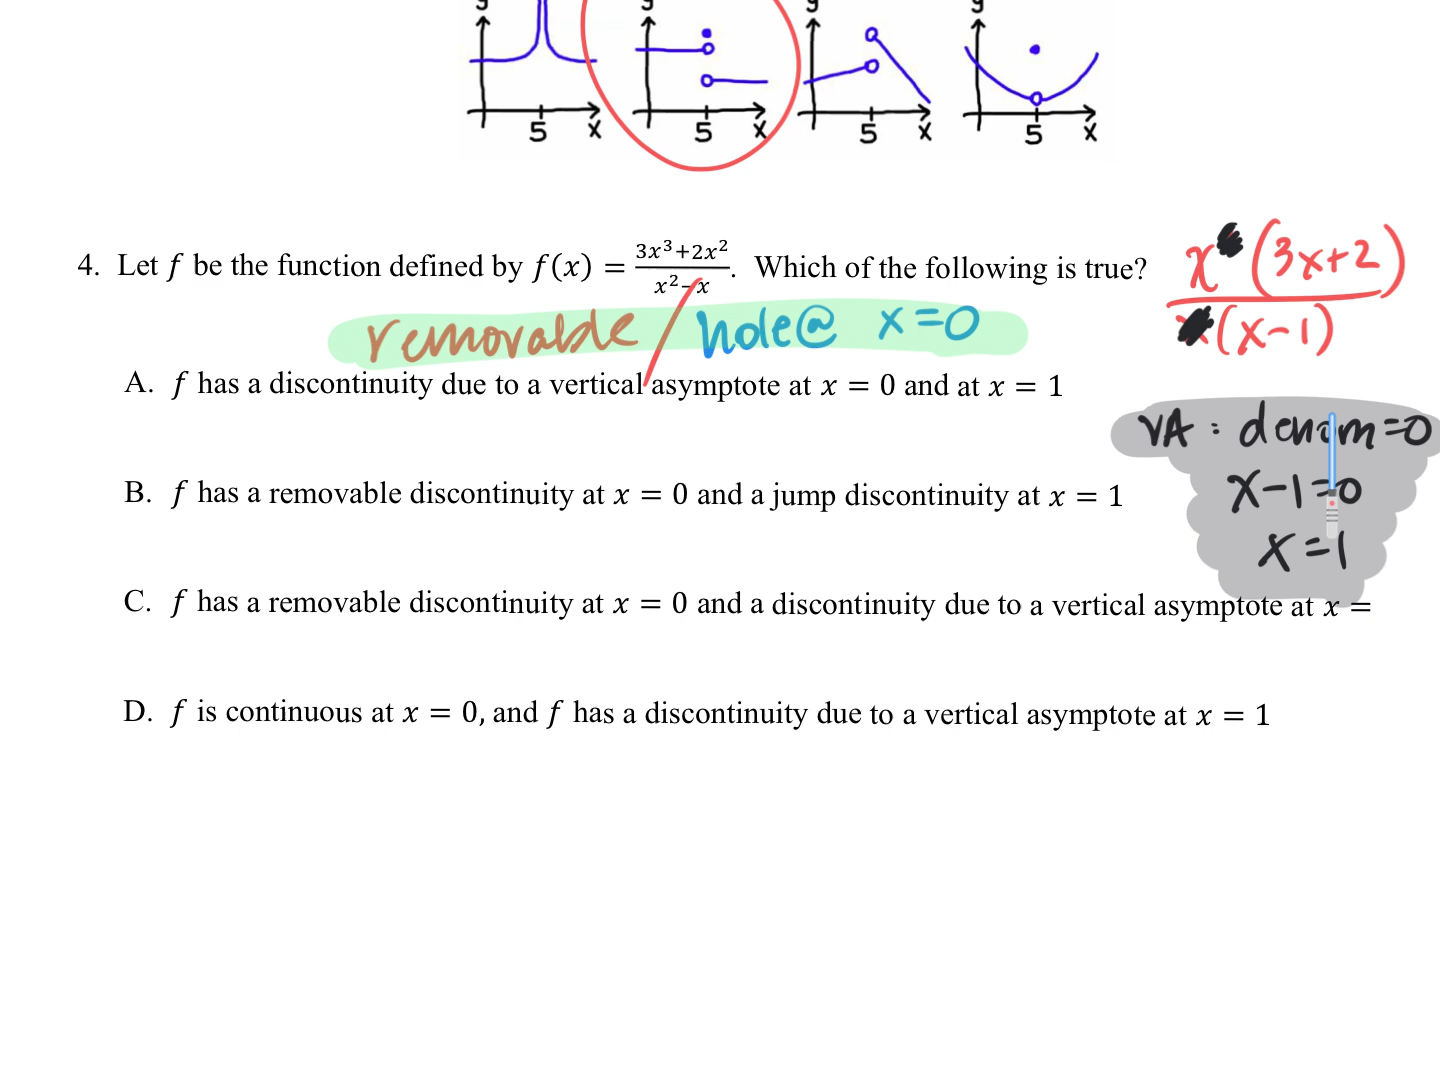 y y y y
5 x 5 x 5 x 5 x
4. Let f be the function defined by f(x) = (3x³+2x²)/(x²−x). Which of the following is true?
x (3x+2)
(x-1)
removable / hole@ x=0
A. f has a discontinuity due to a vertical asymptote at x = 0 and at x = 1
VA : denom=0
x-1=0
x=1
B. f has a removable discontinuity at x = 0 and a jump discontinuity at x = 1
C. f has a removable discontinuity at x = 0 and a discontinuity due to a vertical asymptote at x =
D. f is continuous at x = 0, and f has a discontinuity due to a vertical asymptote at x = 1